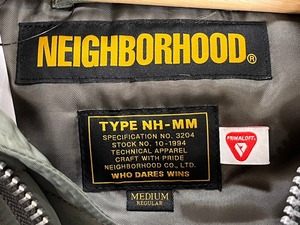 NEIGHBORHOOD®
TYPE NH-MM
SPECIFICATION NO. 3204
STOCK NO. 10-1994
TECHNICAL APPAREL
CRAFT WITH PRIDE
NEIGHBORHOOD CO., LTD.
WHO DARES WINS
PRIMALOFT
MEDIUM
REGULAR